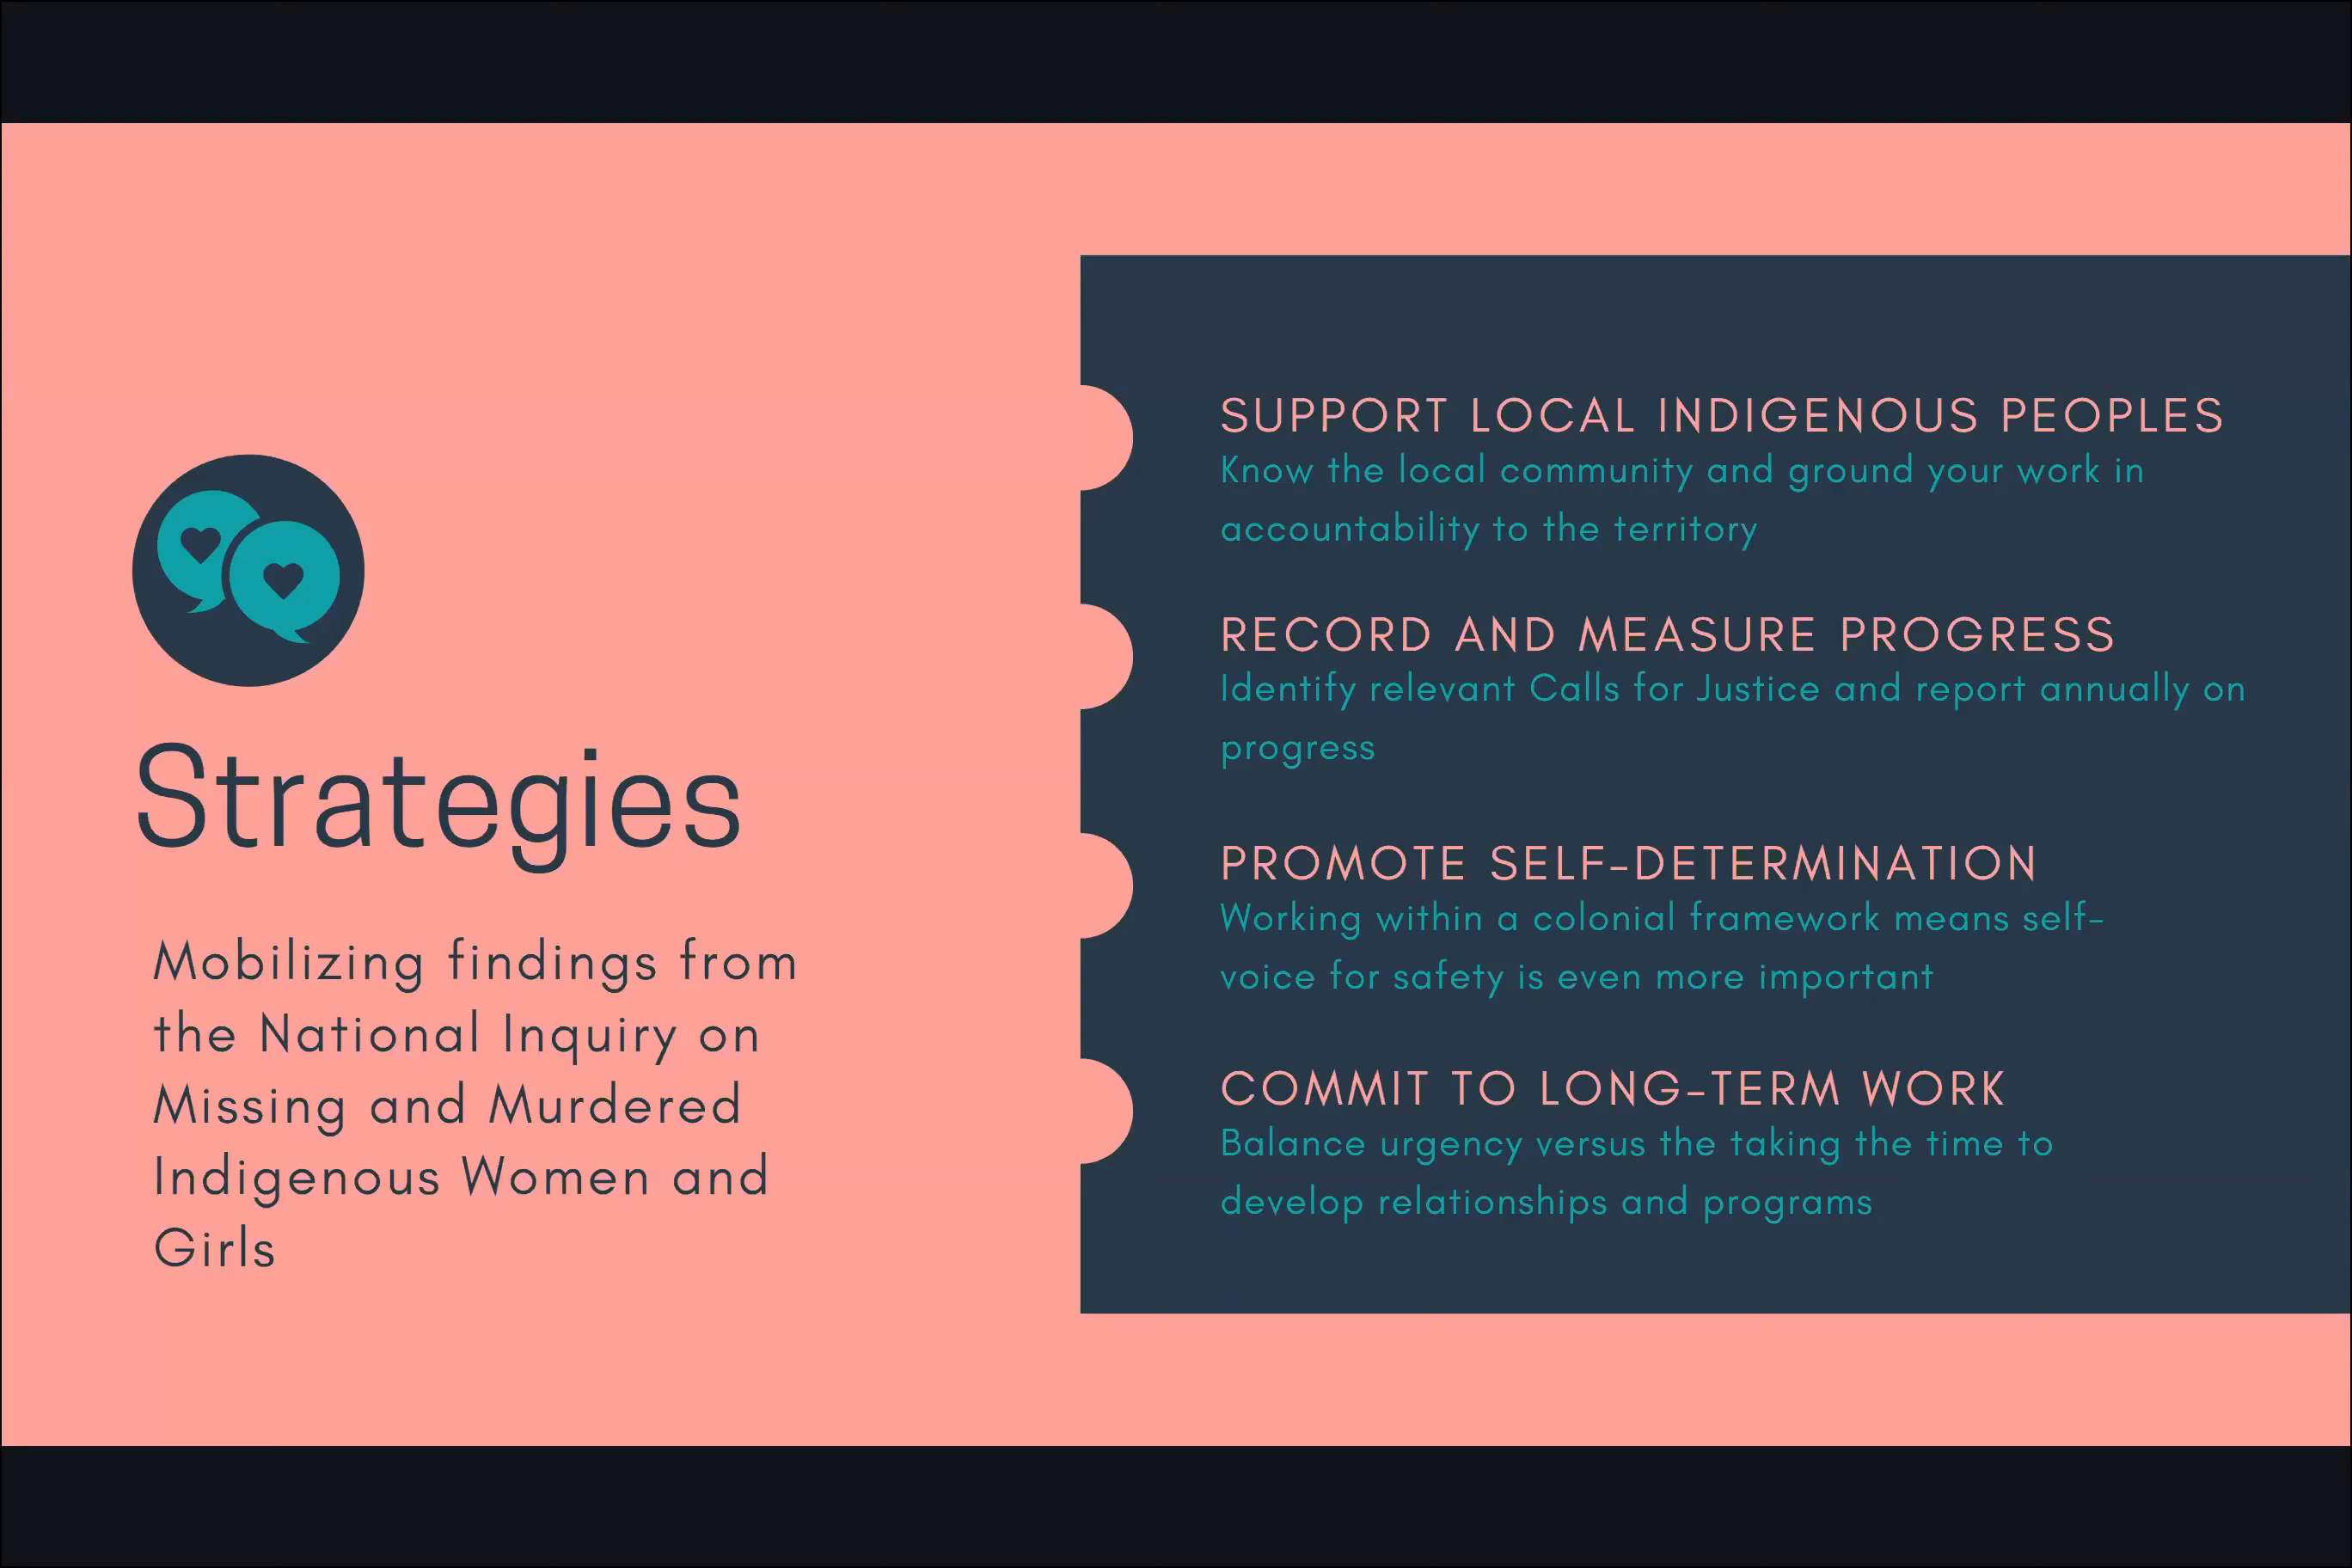 Strategies
Mobilizing findings from
the National Inquiry on
Missing and Murdered
Indigenous Women and
Girls
SUPPORT LOCAL INDIGENOUS PEOPLES
Know the local community and ground your work in
accountability to the territory
RECORD AND MEASURE PROGRESS
Identify relevant Calls for Justice and report annually on
progress
PROMOTE SELF-DETERMINATION
Working within a colonial framework means self-
voice for safety is even more important
COMMIT TO LONG-TERM WORK
Balance urgency versus the taking the time to
develop relationships and programs